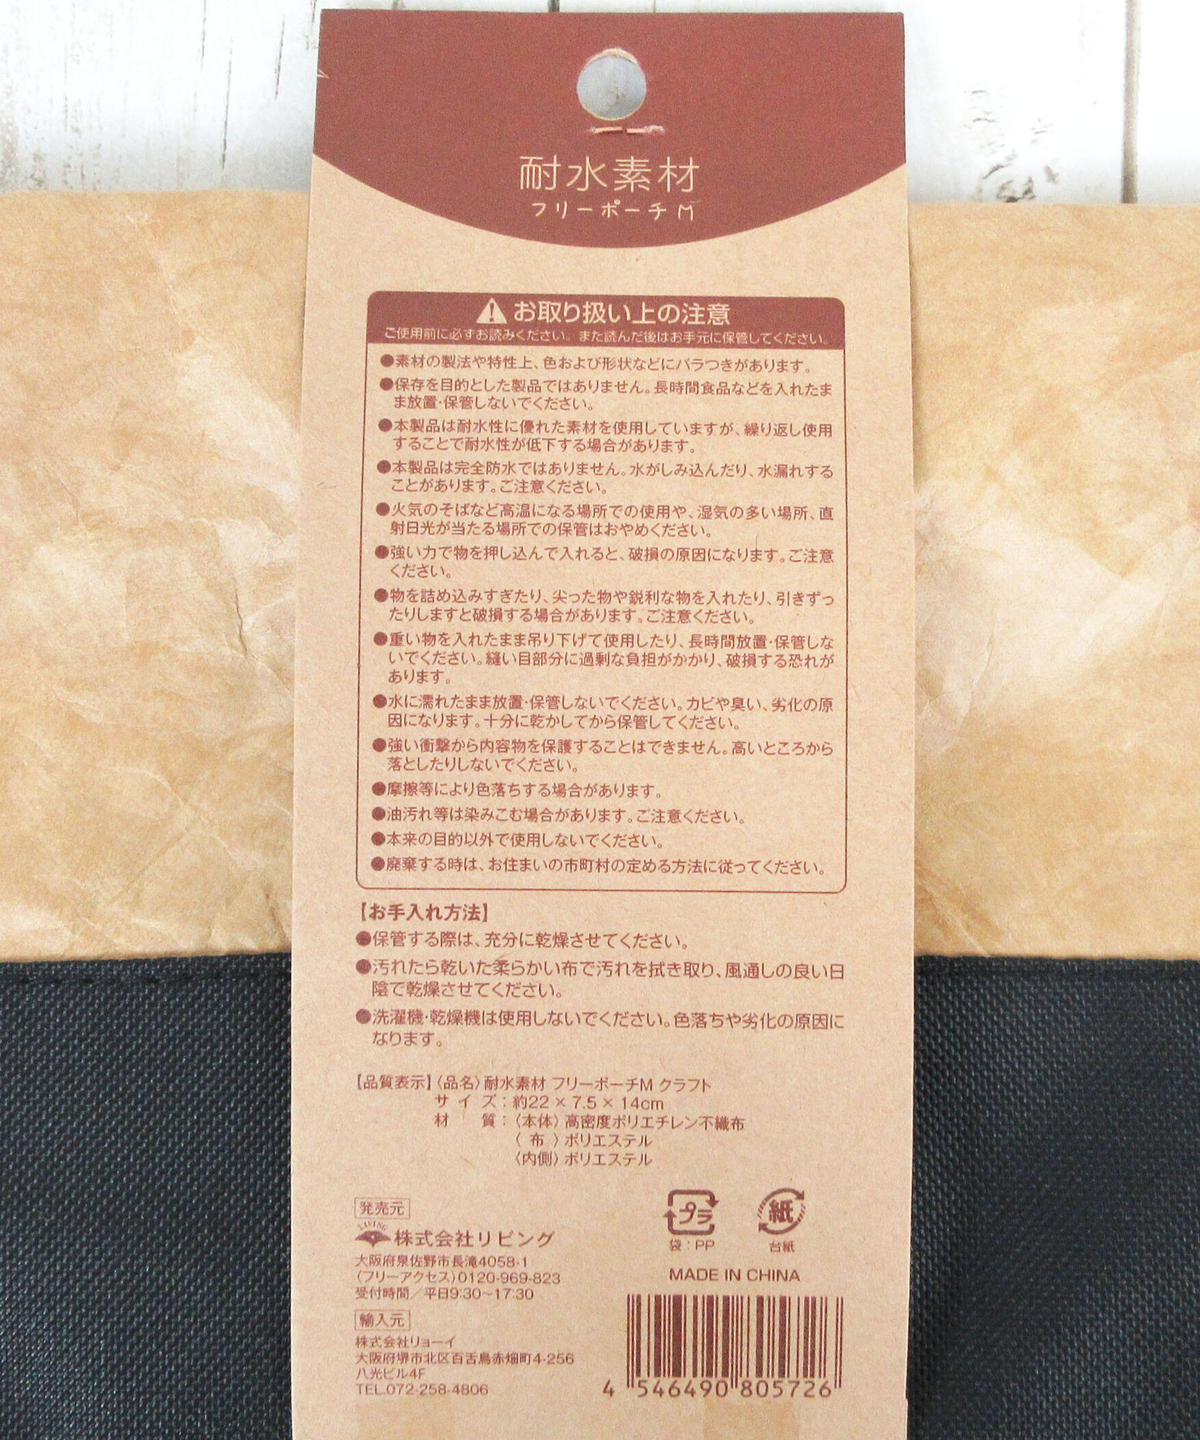 耐水素材
フリーポーチM
お取り扱い上の注意
ご使用前に必ずお読みください。また読んだ後はお手元に保管してください。
●素材の製法や特性上、色および形状などにバラつきがあります。
●保存を目的とした製品ではありません。長時間食品などを入れたま
ま放置・保管しないでください。
●本製品は耐水性に優れた素材を使用していますが、繰り返し使用
することで耐水性が低下する場合があります。
●本製品は完全防水ではありません。水がしみ込んだり、水漏れする
ことがあります。ご注意ください。
●火気のそばなど高温になる場所での使用や、湿気の多い場所、直
射日光が当たる場所での保管はおやめください。
●強い力で物を押し込んで入れると、破損の原因になります。ご注意
ください。
●物を詰め込みすぎたり、尖った物や鋭利な物を入れたり、引きずっ
たりしますと破損する場合があります。ご注意ください。
●重い物を入れたまま吊り下げて使用したり、長時間放置・保管しな
いでください。縫い目部分に過剰な負担がかかり、破損する恐れが
あります。
●水に濡れたまま放置・保管しないでください。カビや臭い、劣化の原
因になります。十分に乾かしてから保管してください。
●強い衝撃から内容物を保護することはできません。高いところから
落としたりしないでください。
●摩擦等により色落ちする場合があります。
●油汚れ等は染みこむ場合があります。ご注意ください。
●本来の目的以外で使用しないでください。
●廃棄する時は、お住まいの市町村の定める方法に従ってください。
【お手入れ方法】
●保管する際は、充分に乾燥させてください。
●汚れたら乾いた柔らかい布で汚れを拭き取り、風通しの良い日
陰で乾燥させてください。
●洗濯機・乾燥機は使用しないでください。色落ちや劣化の原因に
なります。
【品質表示】〈品名〉耐水素材 フリーポーチM クラフト
サイズ：約22×7.5×14cm
材　質：〈本体〉高密度ポリエチレン不織布
〈 布 〉ポリエステル
〈内側〉ポリエステル
発売元
LIVING
株式会社リビング
大阪府泉佐野市長滝4058-1
（フリーアクセス）0120-969-823
受付時間／平日9:30〜17:30
輸入元
株式会社リョーイ
大阪府堺市北区百舌鳥赤畑町4-256
八光ビル4F
TEL.072-258-4806
プラ
袋：PP
紙
台紙
MADE IN CHINA
4 546490 805726